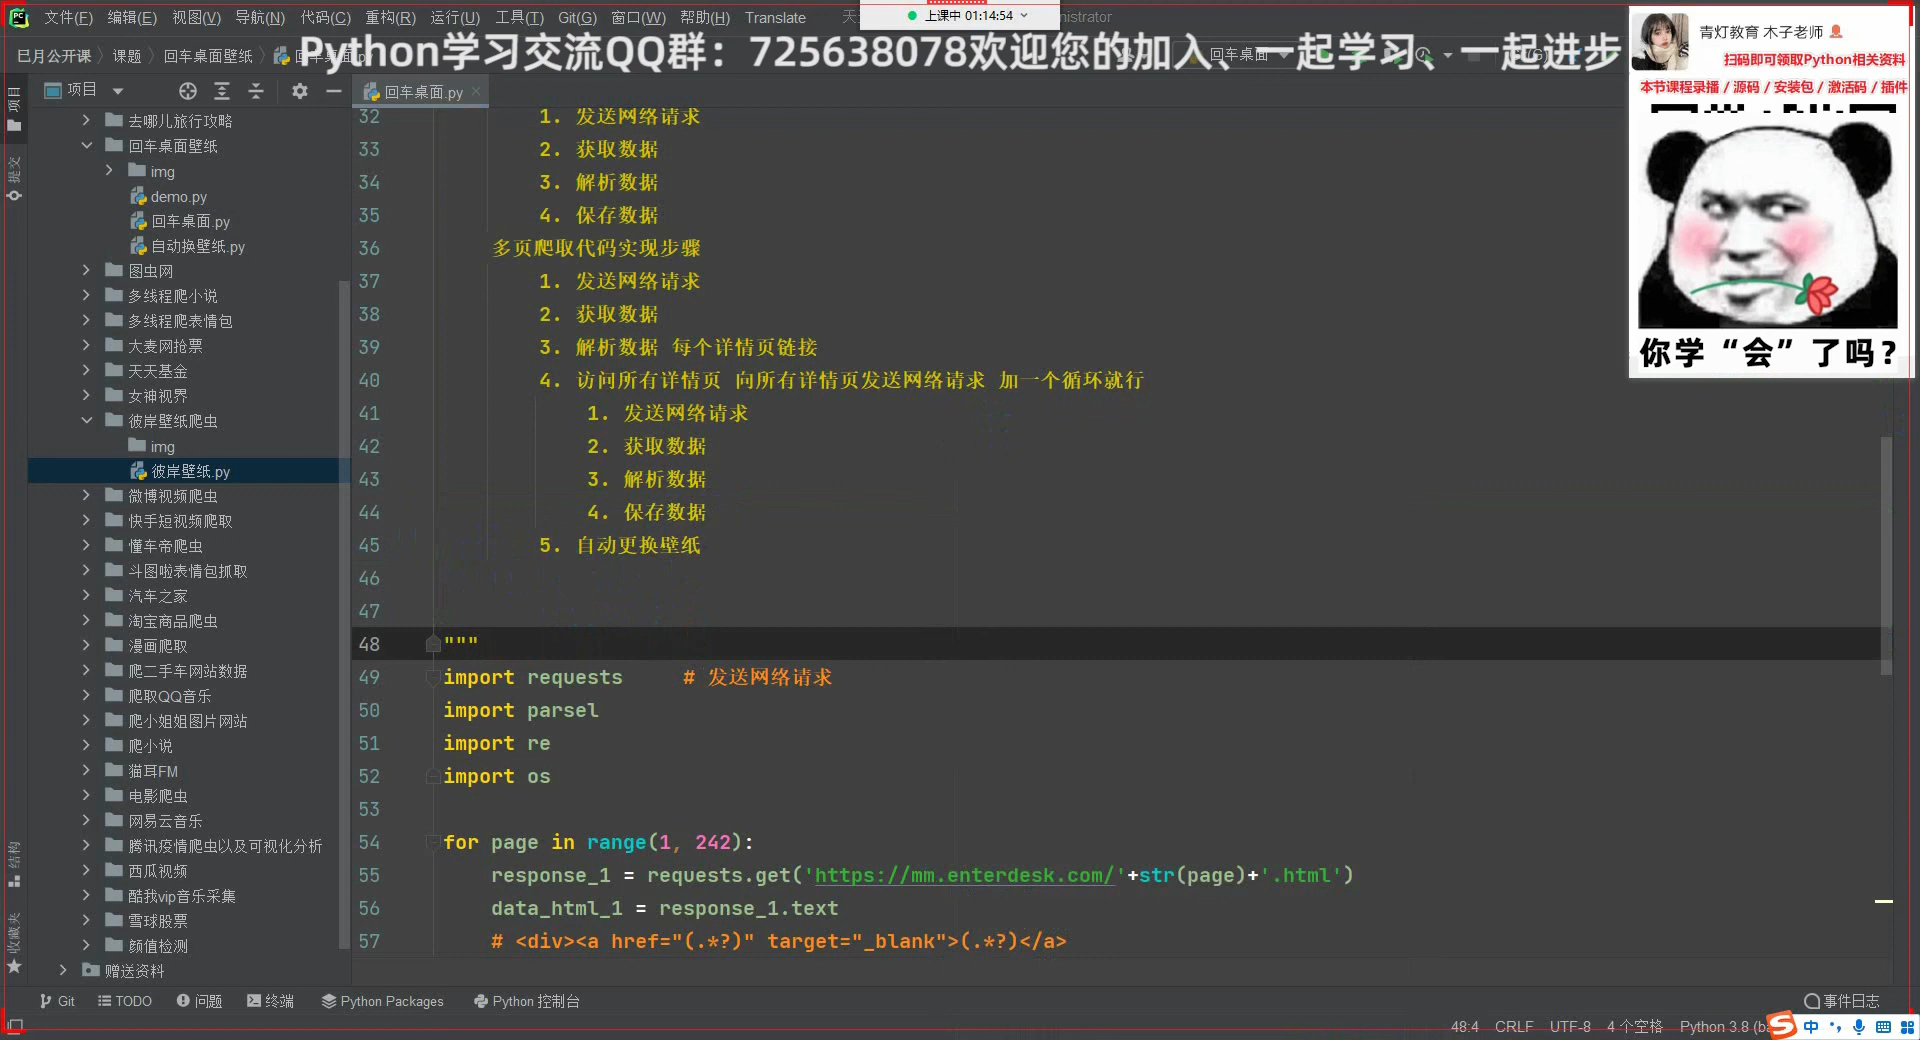 文件(F) 编辑(E) 视图(V) 导航(N) 代码(C) 重构(R) 运行(U) 工具(T) Git(G) 窗口(W) 帮助(H) Translate
上课中 01:14:54
巳月公开课 课题 回车桌面壁纸
回车桌面
Python学习交流QQ群：725638078欢迎您的加入、一起学习、一起进步
青灯教育 木子老师
扫码即可领取Python相关资料
本节课程录播 / 源码 / 安装包 / 激活码 / 插件
你学“会”了吗?
项目
回车桌面.py
项目
提交
结构
收藏夹
去哪儿旅行攻略
回车桌面壁纸
img
demo.py
回车桌面.py
自动换壁纸.py
图虫网
多线程爬小说
多线程爬表情包
大麦网抢票
天天基金
女神视界
彼岸壁纸爬虫
img
彼岸壁纸.py
微博视频爬虫
快手短视频爬取
懂车帝爬虫
斗图啦表情包抓取
汽车之家
淘宝商品爬虫
漫画爬取
爬二手车网站数据
爬取QQ音乐
爬小姐姐图片网站
爬小说
猫耳FM
电影爬虫
网易云音乐
腾讯疫情爬虫以及可视化分析
西瓜视频
酷我vip音乐采集
雪球股票
颜值检测
赠送资料
32 1. 发送网络请求
33 2. 获取数据
34 3. 解析数据
35 4. 保存数据
36 多页爬取代码实现步骤
37 1. 发送网络请求
38 2. 获取数据
39 3. 解析数据 每个详情页链接
40 4. 访问所有详情页 向所有详情页发送网络请求 加一个循环就行
41 1. 发送网络请求
42 2. 获取数据
43 3. 解析数据
44 4. 保存数据
45 5. 自动更换壁纸
46
47
48 """
49 import requests # 发送网络请求
50 import parsel
51 import re
52 import os
53
54 for page in range(1, 242):
55 response_1 = requests.get('https://mm.enterdesk.com/'+str(page)+'.html')
56 data_html_1 = response_1.text
57 # <div><a href="(.*?)" target="_blank">(.*?)</a>
Git TODO 问题 终端 Python Packages Python 控制台
事件日志
48:4 CRLF UTF-8 4 个空格 Python 3.8
中